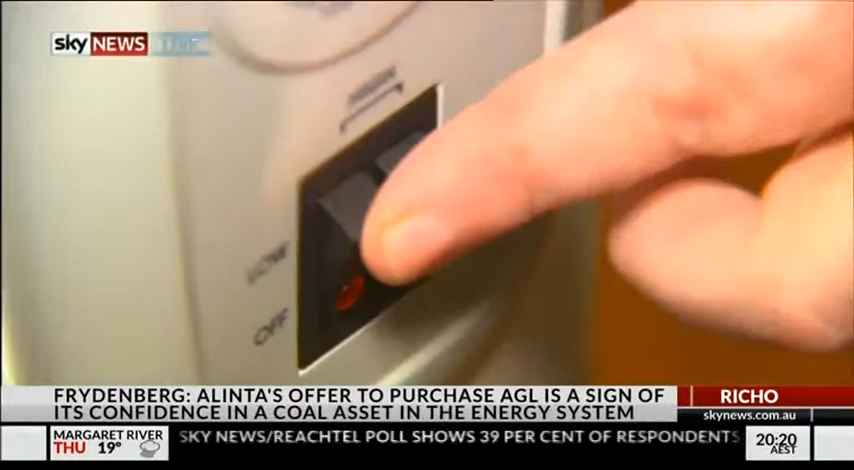 sky NEWS LIVE
LOW
OFF
FRYDENBERG: ALINTA'S OFFER TO PURCHASE AGL IS A SIGN OF
ITS CONFIDENCE IN A COAL ASSET IN THE ENERGY SYSTEM
RICHO
skynews.com.au
MARGARET RIVER
THU 19°
SKY NEWS/REACHTEL POLL SHOWS 39 PER CENT OF RESPONDENTS
20:20
AEST